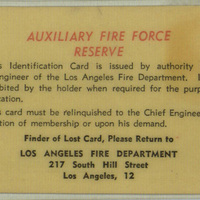 AUXILIARY FIRE FORCE
RESERVE
s Identification Card is issued by authority
ngineer of the Los Angeles Fire Department.
ibited by the holder when required for the purp
cation.
s card must be relinquished to the Chief Engineer
tion of membership or upon his demand.
Finder of Lost Card, Please Return to
LOS ANGELES FIRE DEPARTMENT
217 South Hill Street
Los Angeles, 12